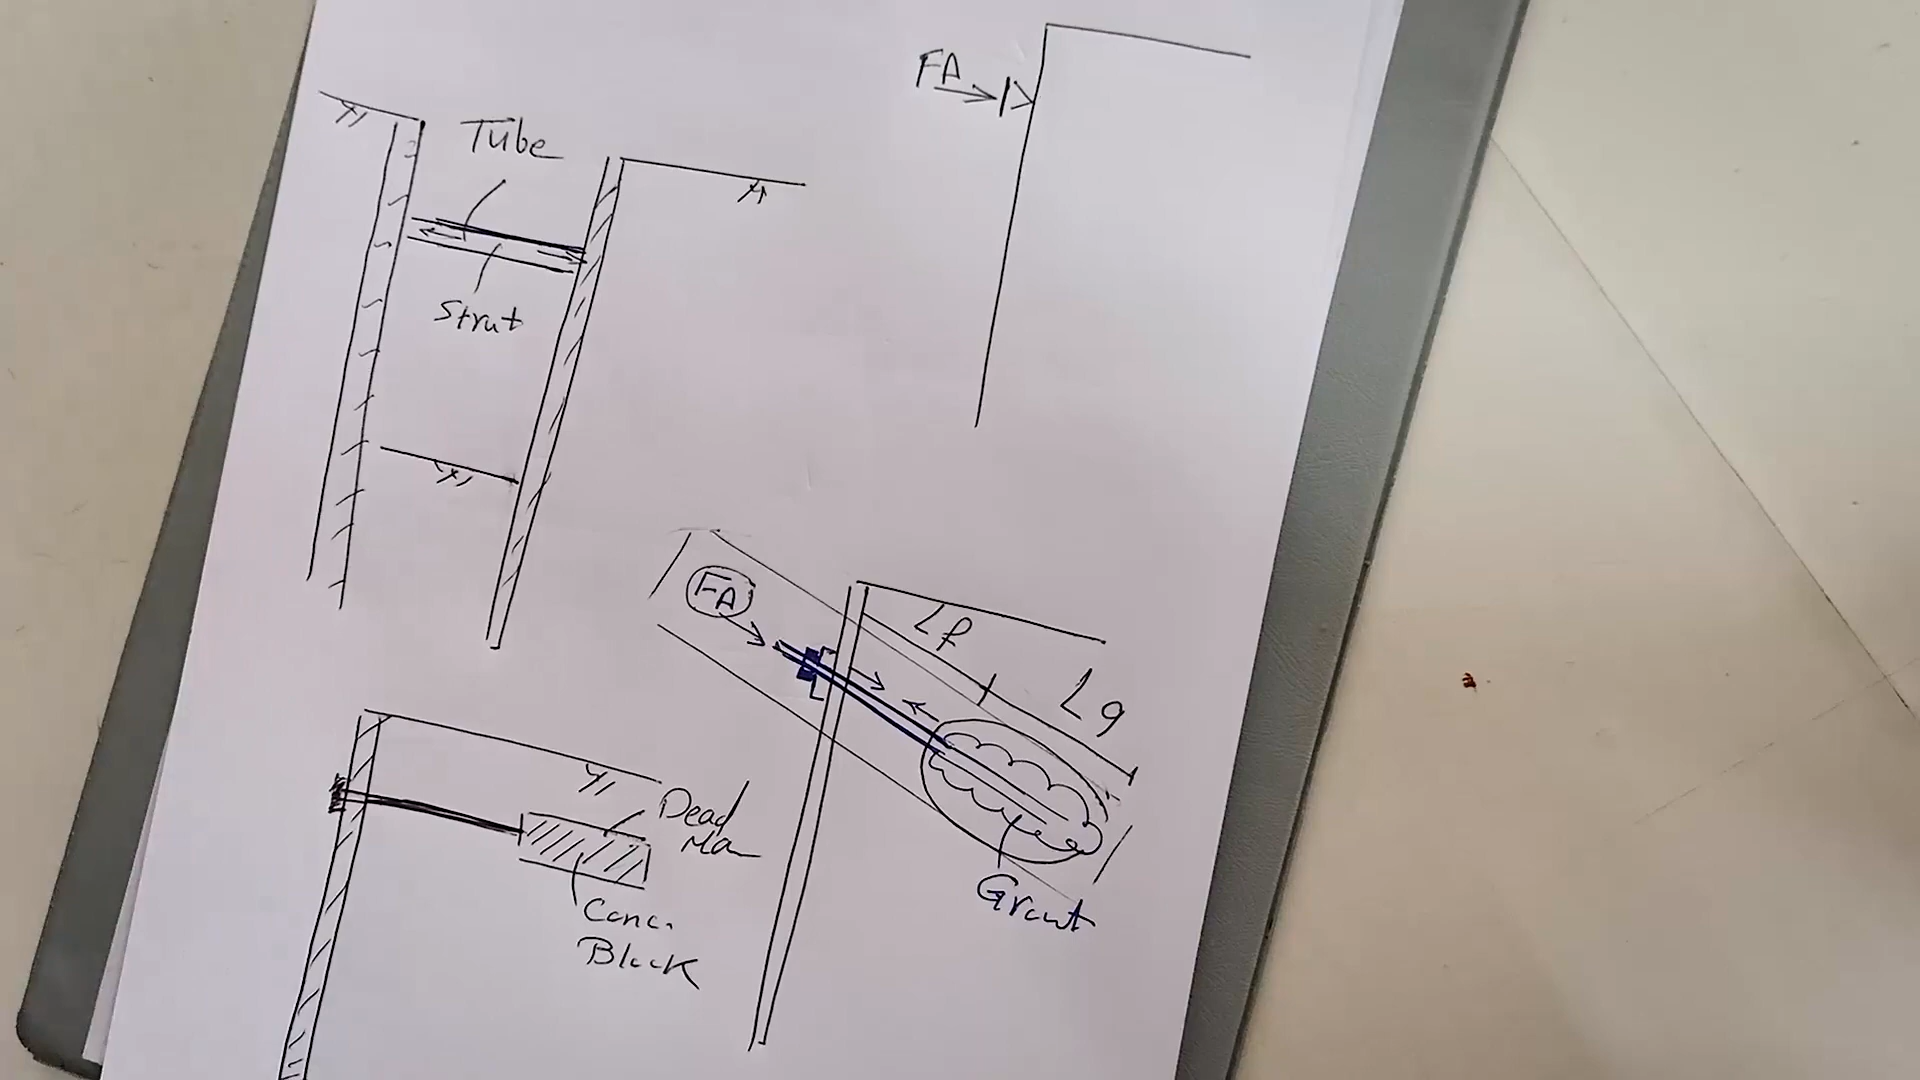 FA
Tube
Strut
FA
Lf
Lg
Dead
Man
Conc.
Block
Grout